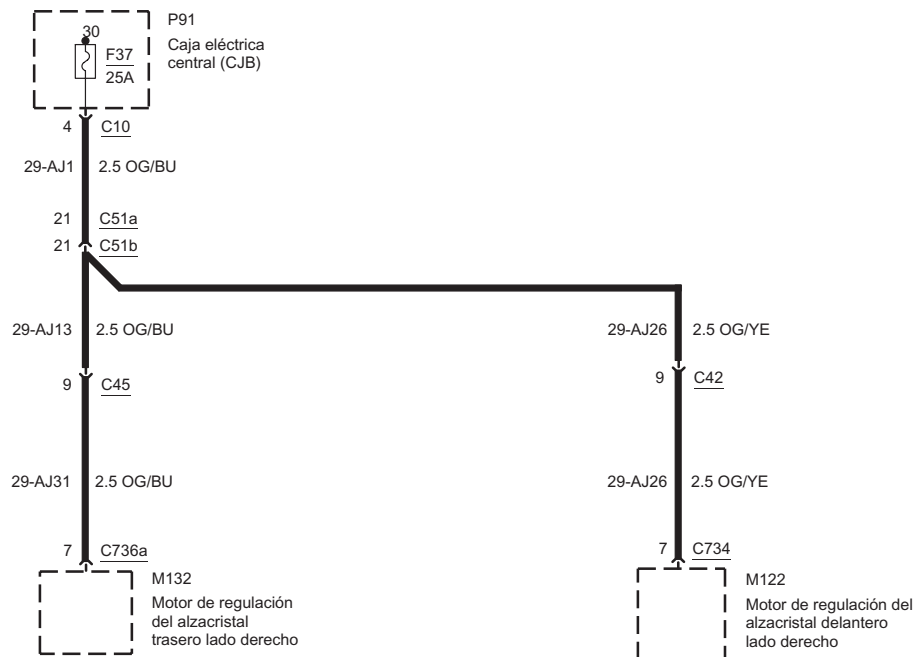 P91
Caja eléctrica
central (CJB)
30
F37
25A
4 C10
29-AJ1 2.5 OG/BU
21 C51a
21 C51b
29-AJ13 2.5 OG/BU
29-AJ26 2.5 OG/YE
9 C45
9 C42
29-AJ31 2.5 OG/BU
29-AJ26 2.5 OG/YE
7 C736a
7 C734
M132
Motor de regulación
del alzacristal
trasero lado derecho
M122
Motor de regulación del
alzacristal delantero
lado derecho